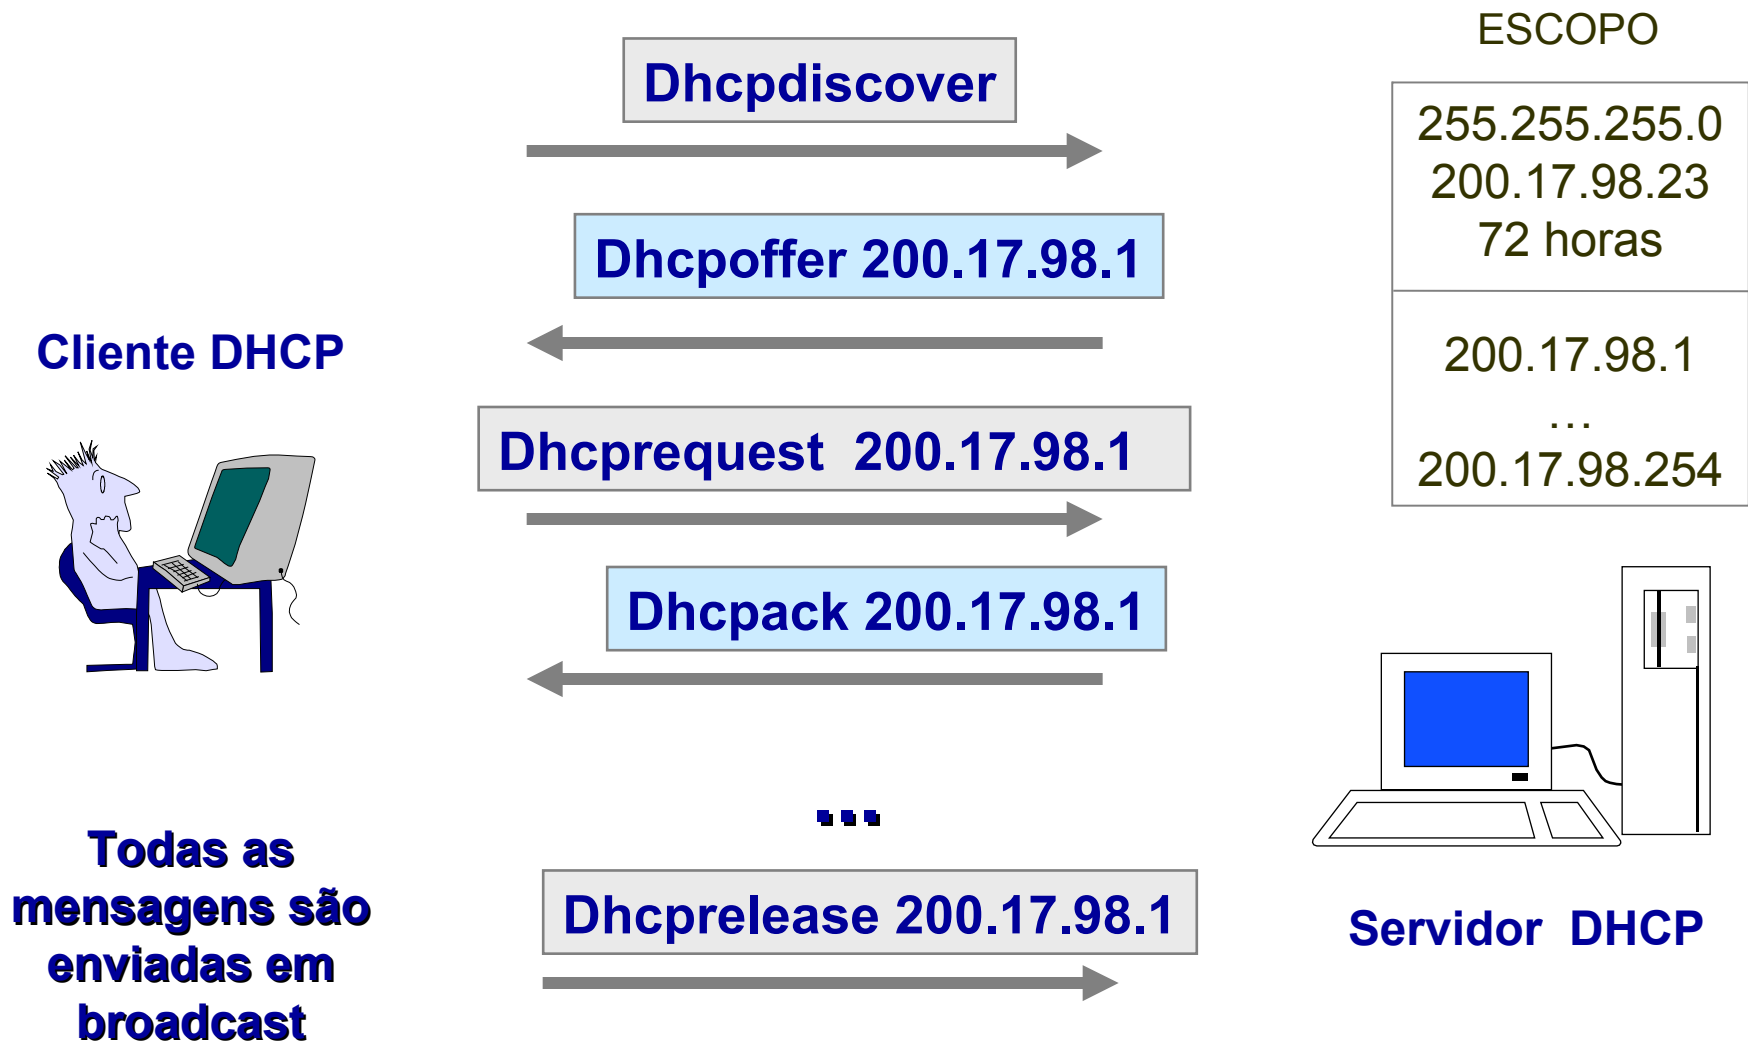 ESCOPO
Dhcpdiscover
255.255.255.0
200.17.98.23
72 horas
Dhcpoffer 200.17.98.1
Cliente DHCP
200.17.98.1
...
200.17.98.254
Dhcprequest  200.17.98.1
Dhcpack 200.17.98.1
...
Todas as
mensagens são
enviadas em
broadcast
Dhcprelease 200.17.98.1
Servidor  DHCP